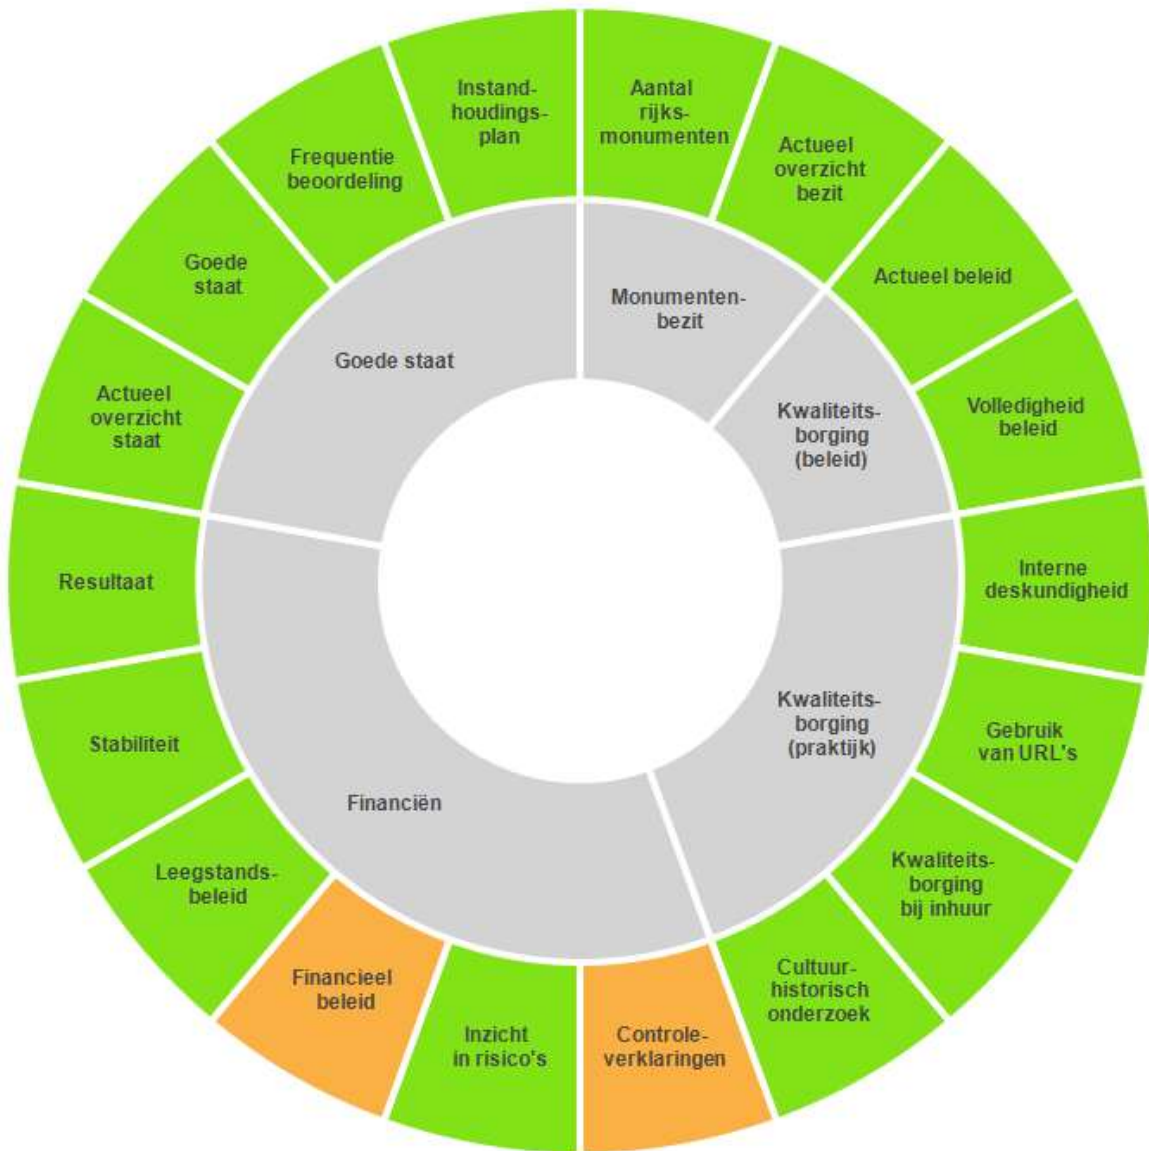 Instand-
houdings-
plan
Aantal
rijks-
monumenten
Actueel
overzicht
bezit
Frequentie
beoordeling
Goede
staat
Actueel beleid
Monumenten-
bezit
Goede staat
Actueel
overzicht
staat
Kwaliteits-
borging
(beleid)
Volledigheid
beleid
Resultaat
Interne
deskundigheid
Kwaliteits-
borging
(praktijk)
Stabiliteit
Gebruik
van URL's
Financiën
Leegstands-
beleid
Kwaliteits-
borging
bij inhuur
Financieel
beleid
Cultuur-
historisch
onderzoek
Inzicht
in risico's
Controle-
verklaringen